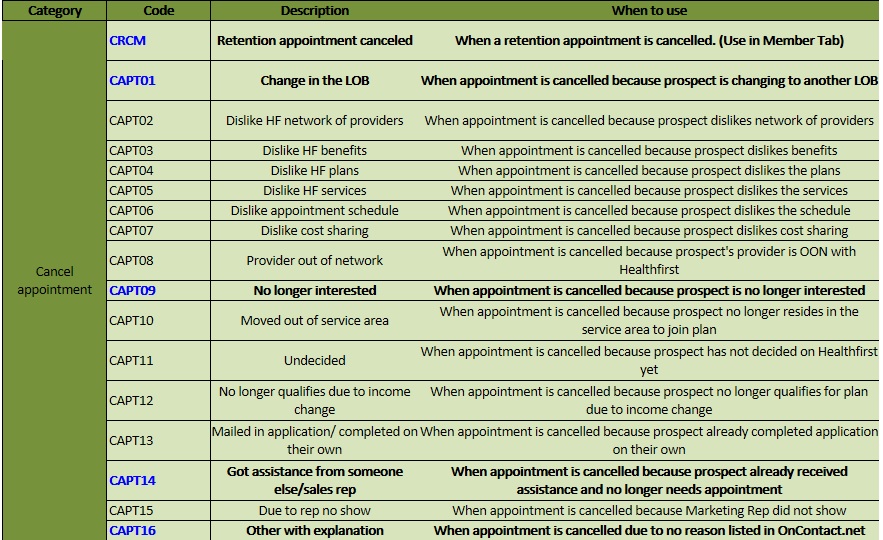 Category Code Description When to use
CRCM Retention appointment canceled When a retention appointment is cancelled. (Use in Member Tab)
CAPT01 Change in the LOB When appointment is cancelled because prospect is changing to another LOB
CAPT02 Dislike HF network of providers When appointment is cancelled because prospect dislikes network of providers
CAPT03 Dislike HF benefits When appointment is cancelled because prospect dislikes benefits
CAPT04 Dislike HF plans When appointment is cancelled because prospect dislikes the plans
CAPT05 Dislike HF services When appointment is cancelled because prospect dislikes the services
CAPT06 Dislike appointment schedule When appointment is cancelled because prospect dislikes the schedule
CAPT07 Dislike cost sharing When appointment is cancelled because prospect dislikes cost sharing
CAPT08 Provider out of network When appointment is cancelled because prospect's provider is OON with
Healthfirst
Cancel
appointment
CAPT09 No longer interested When appointment is cancelled because prospect is no longer interested
CAPT10 Moved out of service area When appointment is cancelled because prospect no longer resides in the
service area to join plan
CAPT11 Undecided When appointment is cancelled because prospect has not decided on Healthfirst
yet
CAPT12 No longer qualifies due to income
change
When appointment is cancelled because prospect no longer qualifies for plan
due to income change
CAPT13 Mailed in application/ completed on
their own
When appointment is cancelled because prospect already completed application
on their own
CAPT14 Got assistance from someone
else/sales rep
When appointment is cancelled because prospect already received
assistance and no longer needs appointment
CAPT15 Due to rep no show When appointment is cancelled because Marketing Rep did not show
CAPT16 Other with explanation When appointment is cancelled due to no reason listed in OnContact.net